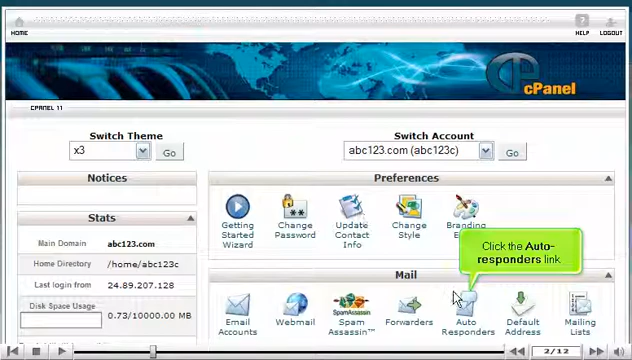 HOME
HELP LOGOUT
cPanel
CPANEL 11
Switch Theme
x3
Go
Switch Account
abc123.com (abc123c)
Go
Notices
Stats
Main Domain abc123.com
Home Directory /home/abc123c
Last login from 24.89.207.128
Disk Space Usage
0.73/10000.00 MB
Preferences
Getting Started Wizard
Change Password
Update Contact Info
Change Style
Branding
Click the Auto-
responders link
Mail
Email Accounts
Webmail
SpamAssassin
Spam Assassin™
Forwarders
Auto Responders
Default Address
Mailing Lists
2/12